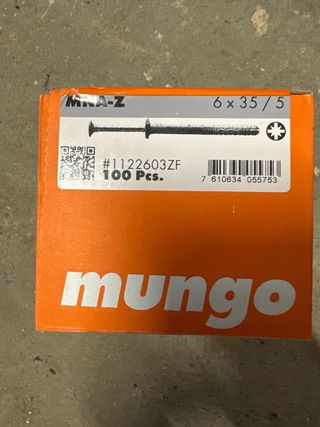 MNA-Z 6 x 35 / 5
#1122603ZF
100 Pcs.
7 610634 055753
mungo